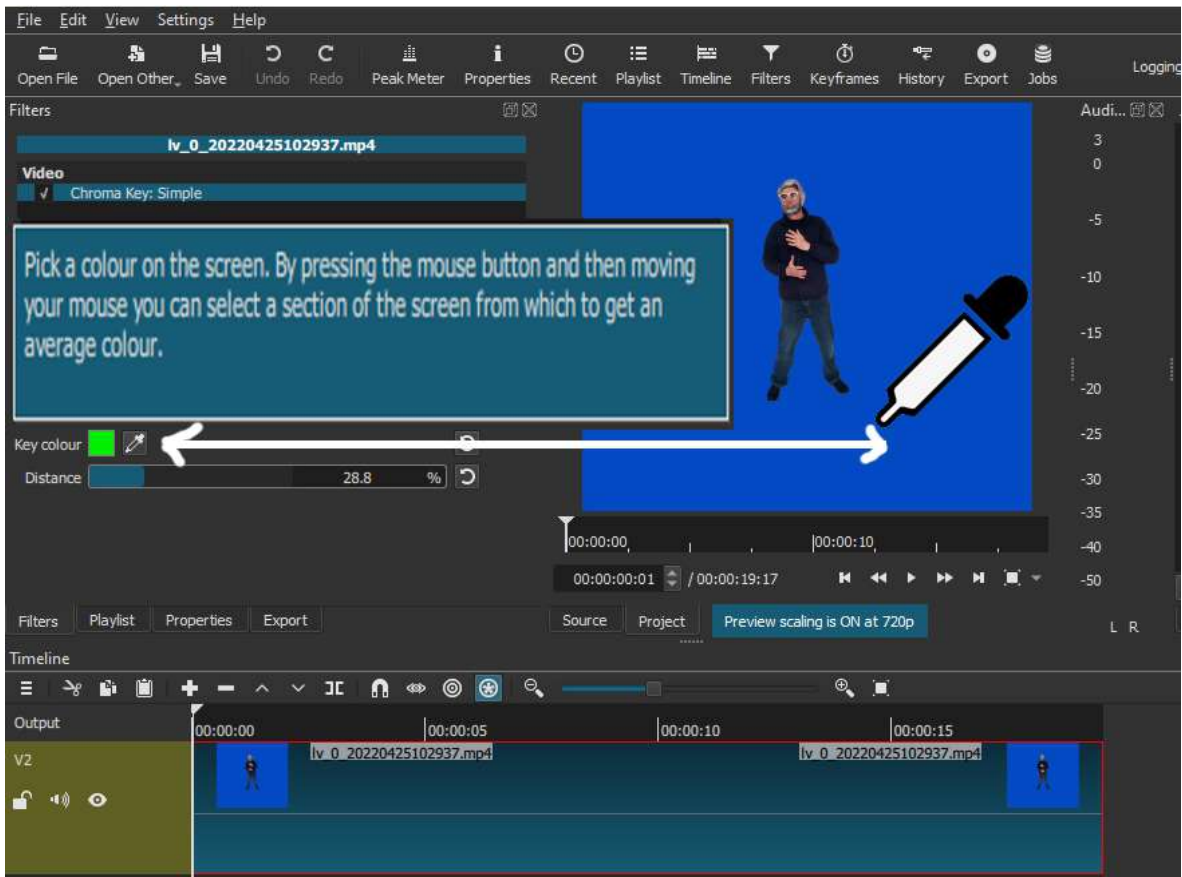 File Edit View Settings Help
Open File Open Other... Save Undo Redo Peak Meter Properties Recent Playlist Timeline Filters Keyframes History Export Jobs Logging
Filters
Audi...
lv_0_20220425102937.mp4
Video
Chroma Key: Simple
Pick a colour on the screen. By pressing the mouse button and then moving
your mouse you can select a section of the screen from which to get an
average colour.
Key colour
Distance 28.8 %
3
0
-5
-10
-15
-20
-25
-30
-35
-40
-50
L R
00:00:00 00:00:10
00:00:00:01 / 00:00:19:17
Filters Playlist Properties Export
Source Project Preview scaling is ON at 720p
Timeline
Output 00:00:00 00:00:05 00:00:10 00:00:15
V2 lv_0_20220425102937.mp4 lv_0_20220425102937.mp4